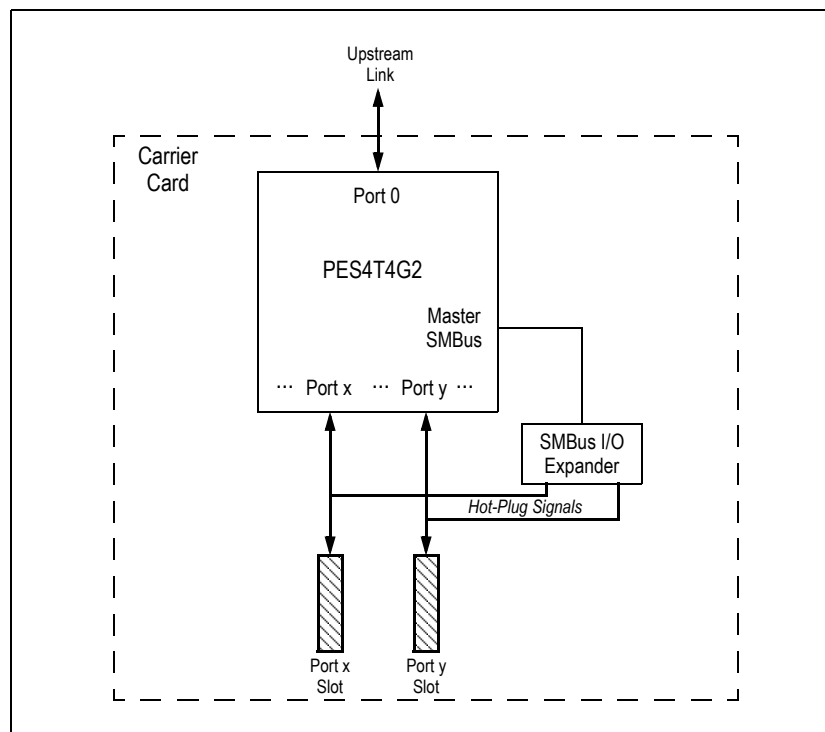 Upstream
Link
Carrier
Card
Port 0
PES4T4G2
Master
SMBus
··· Port x ··· Port y ···
SMBus I/O
Expander
Hot-Plug Signals
Port x
Slot
Port y
Slot